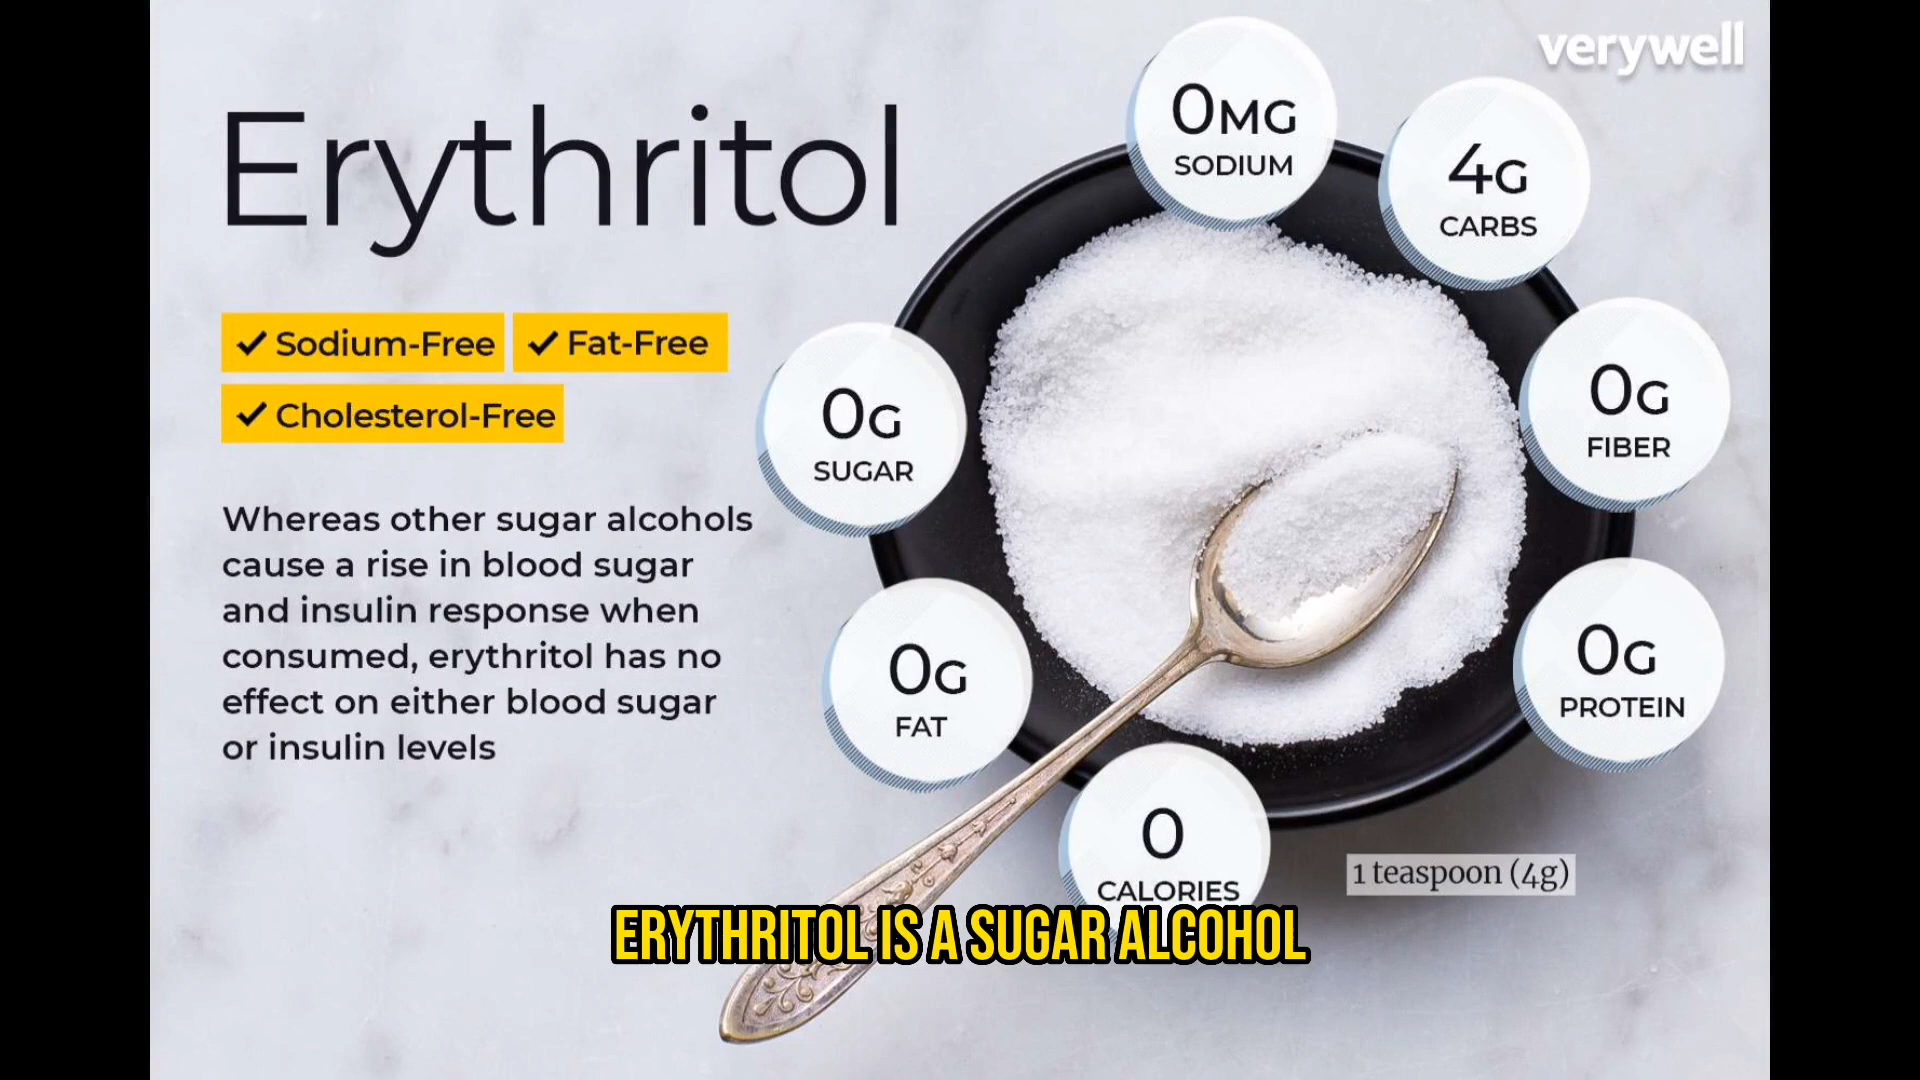 verywell
Erythritol
Sodium-Free
Fat-Free
Cholesterol-Free
Whereas other sugar alcohols
cause a rise in blood sugar
and insulin response when
consumed, erythritol has no
effect on either blood sugar
or insulin levels
0MG
SODIUM
4G
CARBS
0G
FIBER
0G
PROTEIN
0
CALORIES
0G
FAT
0G
SUGAR
1 teaspoon (4g)
ERYTHRITOL IS A SUGAR ALCOHOL